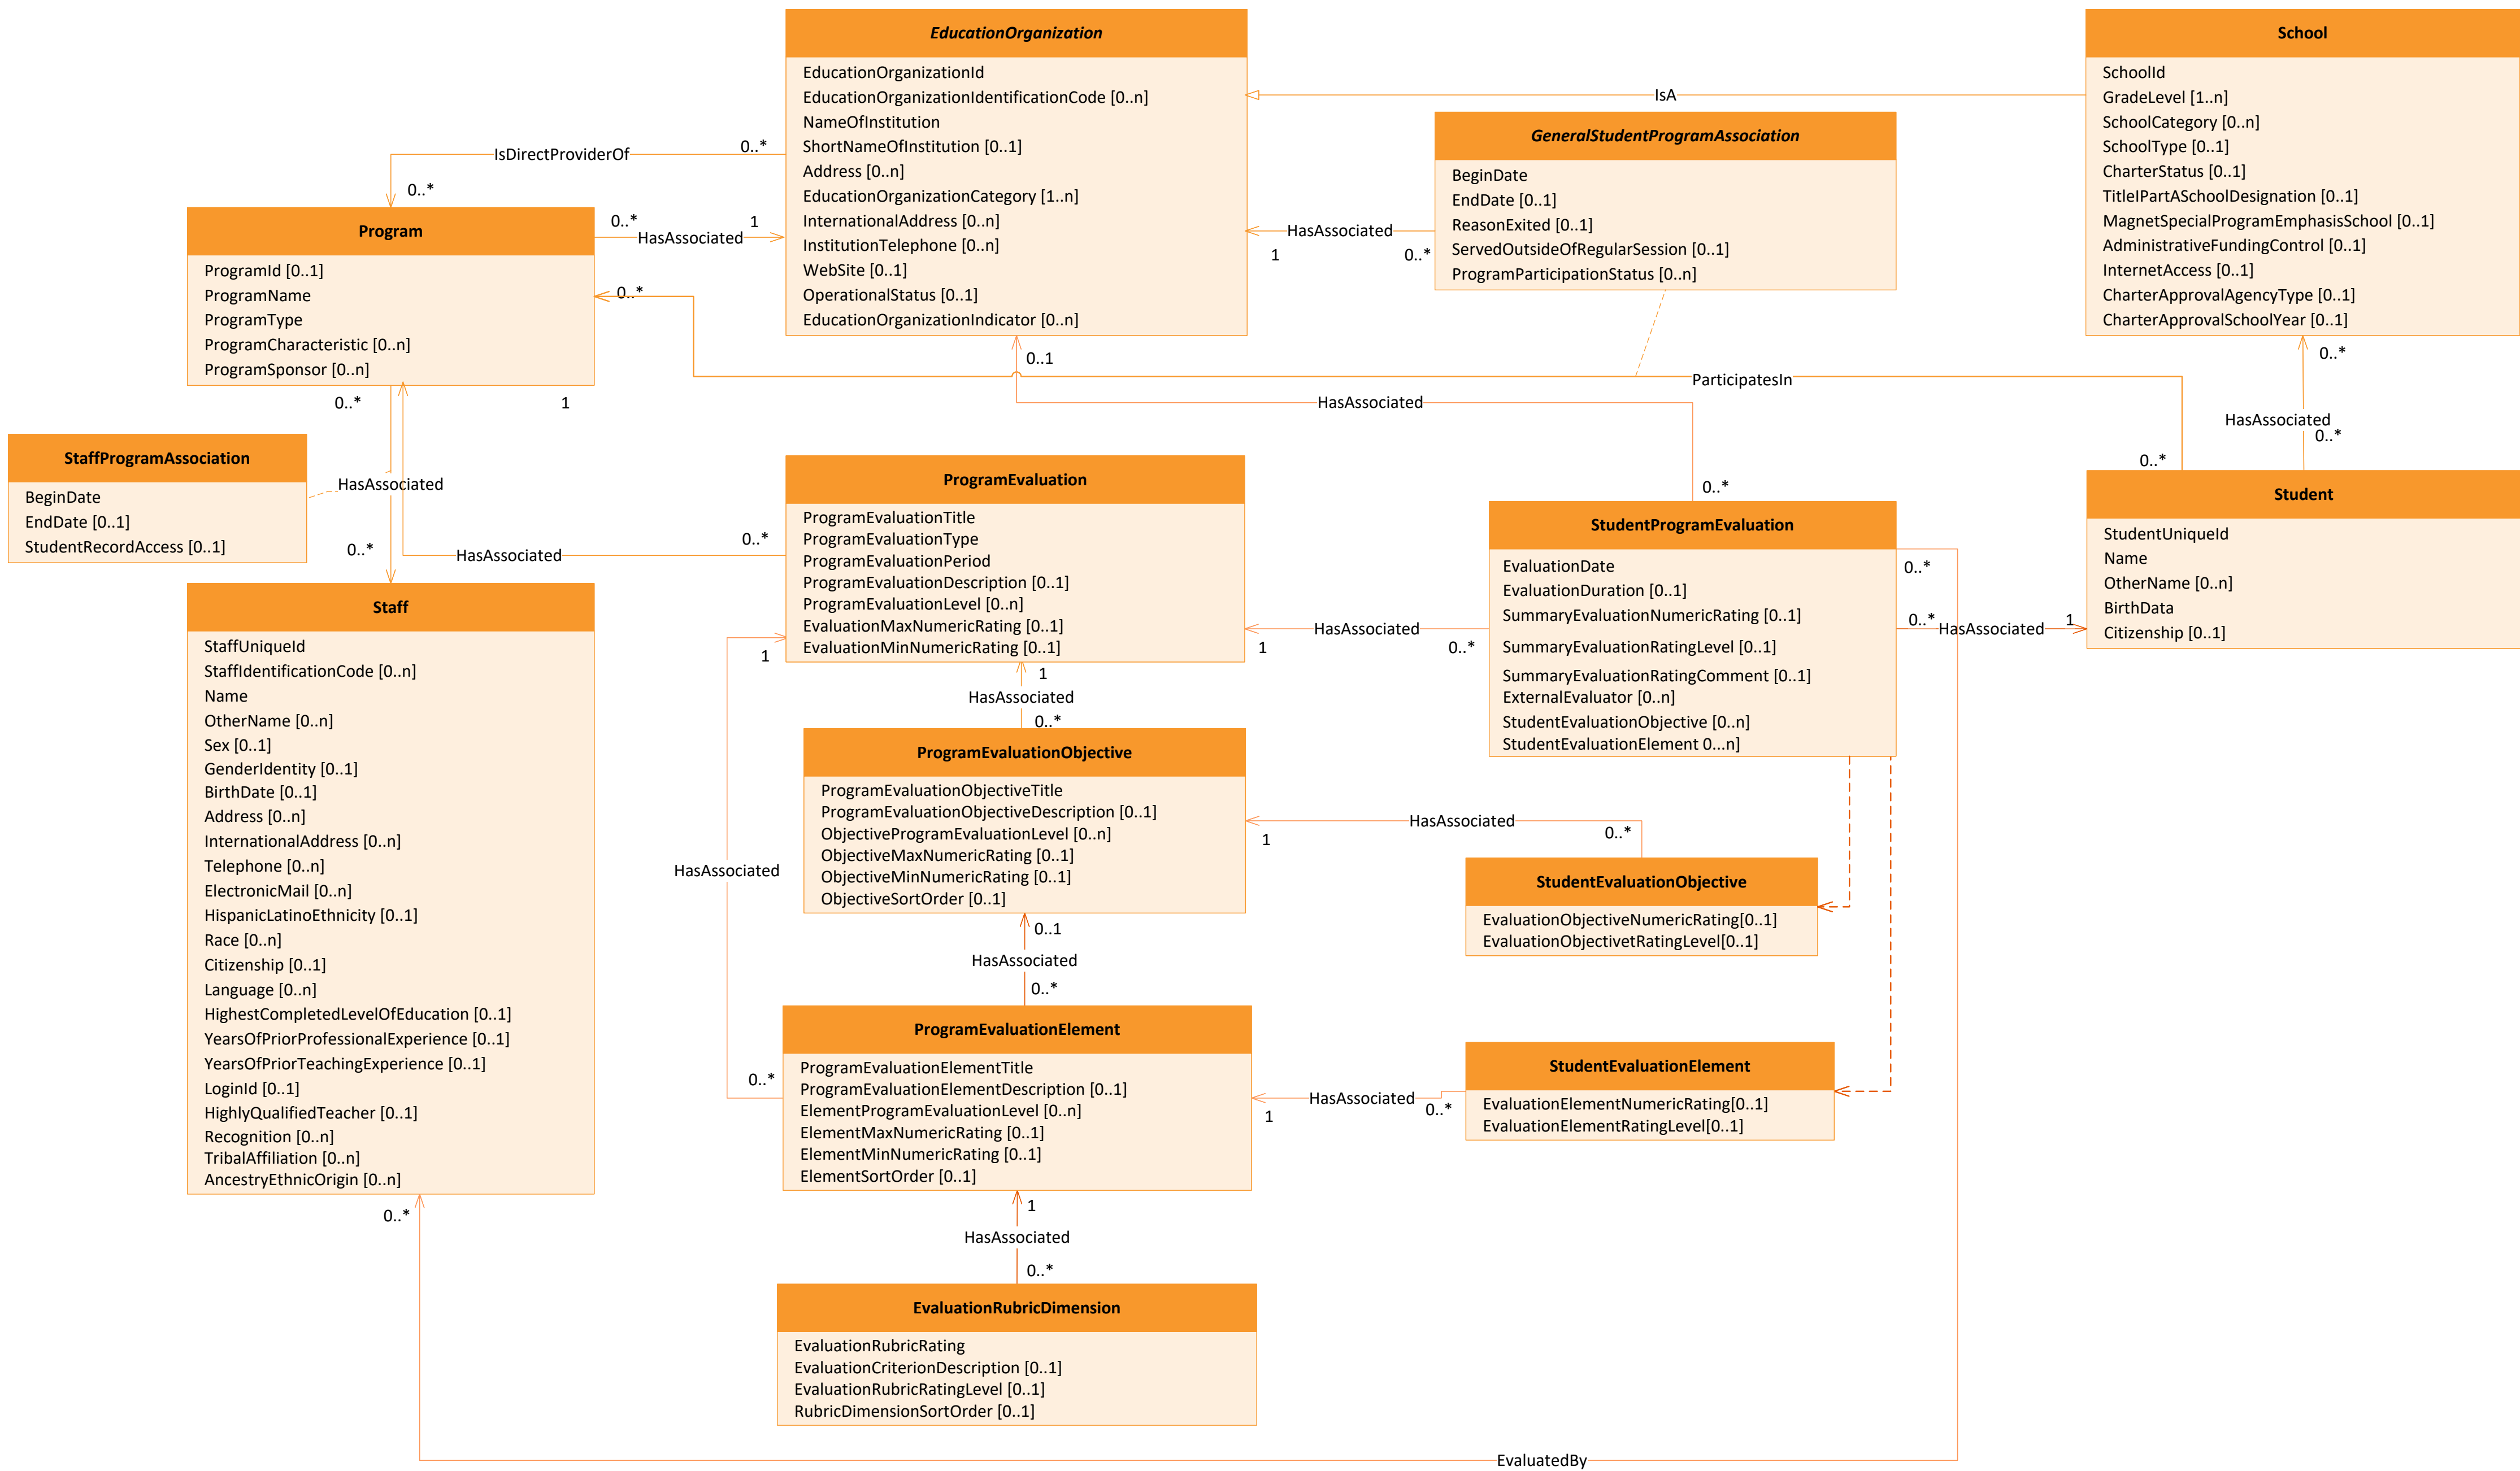 EducationOrganization
EducationOrganizationId
EducationOrganizationIdentificationCode [0..n]
NameOfInstitution
ShortNameOfInstitution [0..1]
Address [0..n]
EducationOrganizationCategory [1..n]
InternationalAddress [0..n]
InstitutionTelephone [0..n]
WebSite [0..1]
OperationalStatus [0..1]
EducationOrganizationIndicator [0..n]
School
SchoolId
GradeLevel [1..n]
SchoolCategory [0..n]
SchoolType [0..1]
CharterStatus [0..1]
TitleIPartASchoolDesignation [0..1]
MagnetSpecialProgramEmphasisSchool [0..1]
AdministrativeFundingControl [0..1]
InternetAccess [0..1]
CharterApprovalAgencyType [0..1]
CharterApprovalSchoolYear [0..1]
IsA
GeneralStudentProgramAssociation
BeginDate
EndDate [0..1]
ReasonExited [0..1]
ServedOutsideOfRegularSession [0..1]
ProgramParticipationStatus [0..n]
IsDirectProviderOf
0..*
0..*
Program
ProgramId [0..1]
ProgramName
ProgramType
ProgramCharacteristic [0..n]
ProgramSponsor [0..n]
0..*
1
HasAssociated
HasAssociated
1
0..*
0..*
0..1
ParticipatesIn
HasAssociated
0..*
HasAssociated
0..*
0..*
0..*
1
StaffProgramAssociation
BeginDate
EndDate [0..1]
StudentRecordAccess [0..1]
HasAssociated
0..*
HasAssociated
0..*
ProgramEvaluation
ProgramEvaluationTitle
ProgramEvaluationType
ProgramEvaluationPeriod
ProgramEvaluationDescription [0..1]
ProgramEvaluationLevel [0..n]
EvaluationMaxNumericRating [0..1]
EvaluationMinNumericRating [0..1]
0..*
StudentProgramEvaluation
EvaluationDate
EvaluationDuration [0..1]
SummaryEvaluationNumericRating [0..1]
SummaryEvaluationRatingLevel [0..1]
SummaryEvaluationRatingComment [0..1]
ExternalEvaluator [0..n]
StudentEvaluationObjective [0..n]
StudentEvaluationElement 0...n]
Student
StudentUniqueId
Name
OtherName [0..n]
BirthData
Citizenship [0..1]
0..*
0..*
HasAssociated
1
HasAssociated
1
0..*
Staff
StaffUniqueId
StaffIdentificationCode [0..n]
Name
OtherName [0..n]
Sex [0..1]
GenderIdentity [0..1]
BirthDate [0..1]
Address [0..n]
InternationalAddress [0..n]
Telephone [0..n]
ElectronicMail [0..n]
HispanicLatinoEthnicity [0..1]
Race [0..n]
Citizenship [0..1]
Language [0..n]
HighestCompletedLevelOfEducation [0..1]
YearsOfPriorProfessionalExperience [0..1]
YearsOfPriorTeachingExperience [0..1]
LoginId [0..1]
HighlyQualifiedTeacher [0..1]
Recognition [0..n]
TribalAffiliation [0..n]
AncestryEthnicOrigin [0..n]
0..*
1
HasAssociated
0..*
1
HasAssociated
0..*
ProgramEvaluationObjective
ProgramEvaluationObjectiveTitle
ProgramEvaluationObjectiveDescription [0..1]
ObjectiveProgramEvaluationLevel [0..n]
ObjectiveMaxNumericRating [0..1]
ObjectiveMinNumericRating [0..1]
ObjectiveSortOrder [0..1]
HasAssociated
1
0..*
StudentEvaluationObjective
EvaluationObjectiveNumericRating[0..1]
EvaluationObjectivetRatingLevel[0..1]
0..1
HasAssociated
0..*
ProgramEvaluationElement
ProgramEvaluationElementTitle
ProgramEvaluationElementDescription [0..1]
ElementProgramEvaluationLevel [0..n]
ElementMaxNumericRating [0..1]
ElementMinNumericRating [0..1]
ElementSortOrder [0..1]
HasAssociated
1
0..*
StudentEvaluationElement
EvaluationElementNumericRating[0..1]
EvaluationElementRatingLevel[0..1]
1
HasAssociated
0..*
EvaluationRubricDimension
EvaluationRubricRating
EvaluationCriterionDescription [0..1]
EvaluationRubricRatingLevel [0..1]
RubricDimensionSortOrder [0..1]
EvaluatedBy